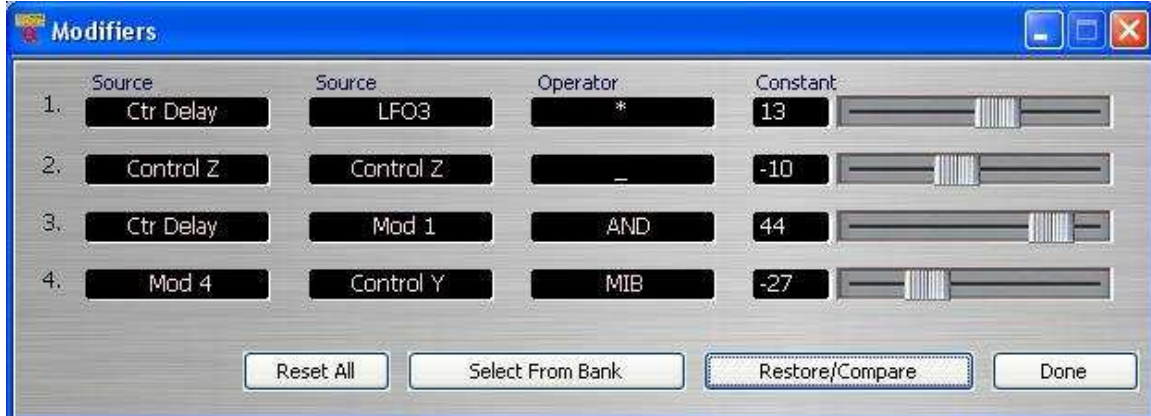 Modifiers
Source Source Operator Constant
1. Ctr Delay LFO3 * 13
2. Control Z Control Z _ -10
3. Ctr Delay Mod 1 AND 44
4. Mod 4 Control Y MIB -27
Reset All Select From Bank Restore/Compare Done